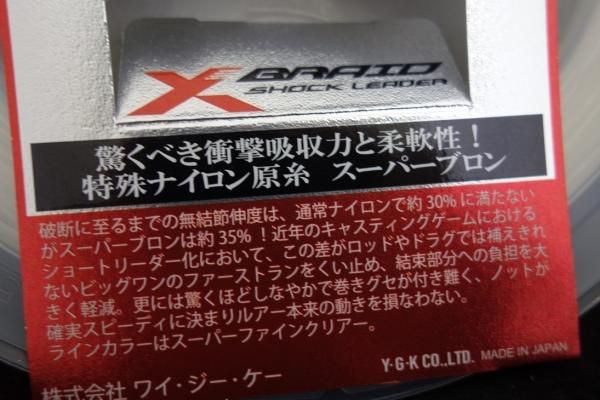 X BRAID
SHOCK LEADER
驚くべき衝撃吸収力と柔軟性！
特殊ナイロン原糸 スーパーブロン
破断に至るまでの無結節伸度は、通常ナイロンで約30%に満たない
がスーパーブロンは約35%！近年のキャスティングゲームにおける
ショートリーダー化において、この差がロッドやドラグでは補えきれ
ないビッグワンのファーストランをくい止め、結束部分への負担を大
きく軽減。更には驚くほどしなやかで巻きグセが付き難く、ノットが
確実スピーディに決まりルアー本来の動きを損なわない。
ラインカラーはスーパーファインクリアー。
Y·G·K CO.,LTD. MADE IN JAPAN
株式会社 ワイ・ジー・ケー